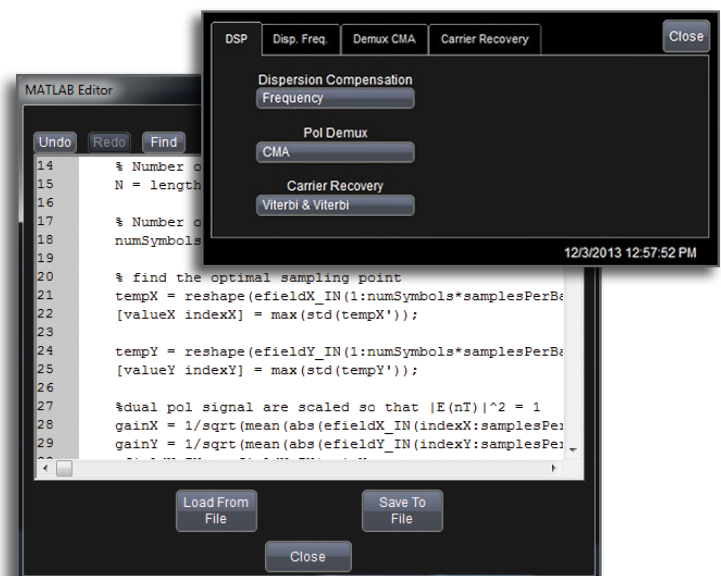 DSP Disp. Freq. Demux CMA Carrier Recovery Close
Dispersion Compensation
Frequency
Pol Demux
CMA
Carrier Recovery
Viterbi & Viterbi
12/3/2013 12:57:52 PM
MATLAB Editor
Undo Redo Find
14 % Number o
15 N = length
16
17 % Number o
18 numSymbols
19
20 % find the optimal sampling point
21 tempX = reshape(efieldX_IN(1:numSymbols*samplesPerBa
22 [valueX indexX] = max(std(tempX'));
23
24 tempY = reshape(efieldY_IN(1:numSymbols*samplesPerBa
25 [valueY indexY] = max(std(tempY'));
26
27 %dual pol signal are scaled so that |E(nT)|^2 = 1
28 gainX = 1/sqrt(mean(abs(efieldX_IN(indexX:samplesPer
29 gainY = 1/sqrt(mean(abs(efieldY_IN(indexY:samplesPer
Load From File
Save To File
Close